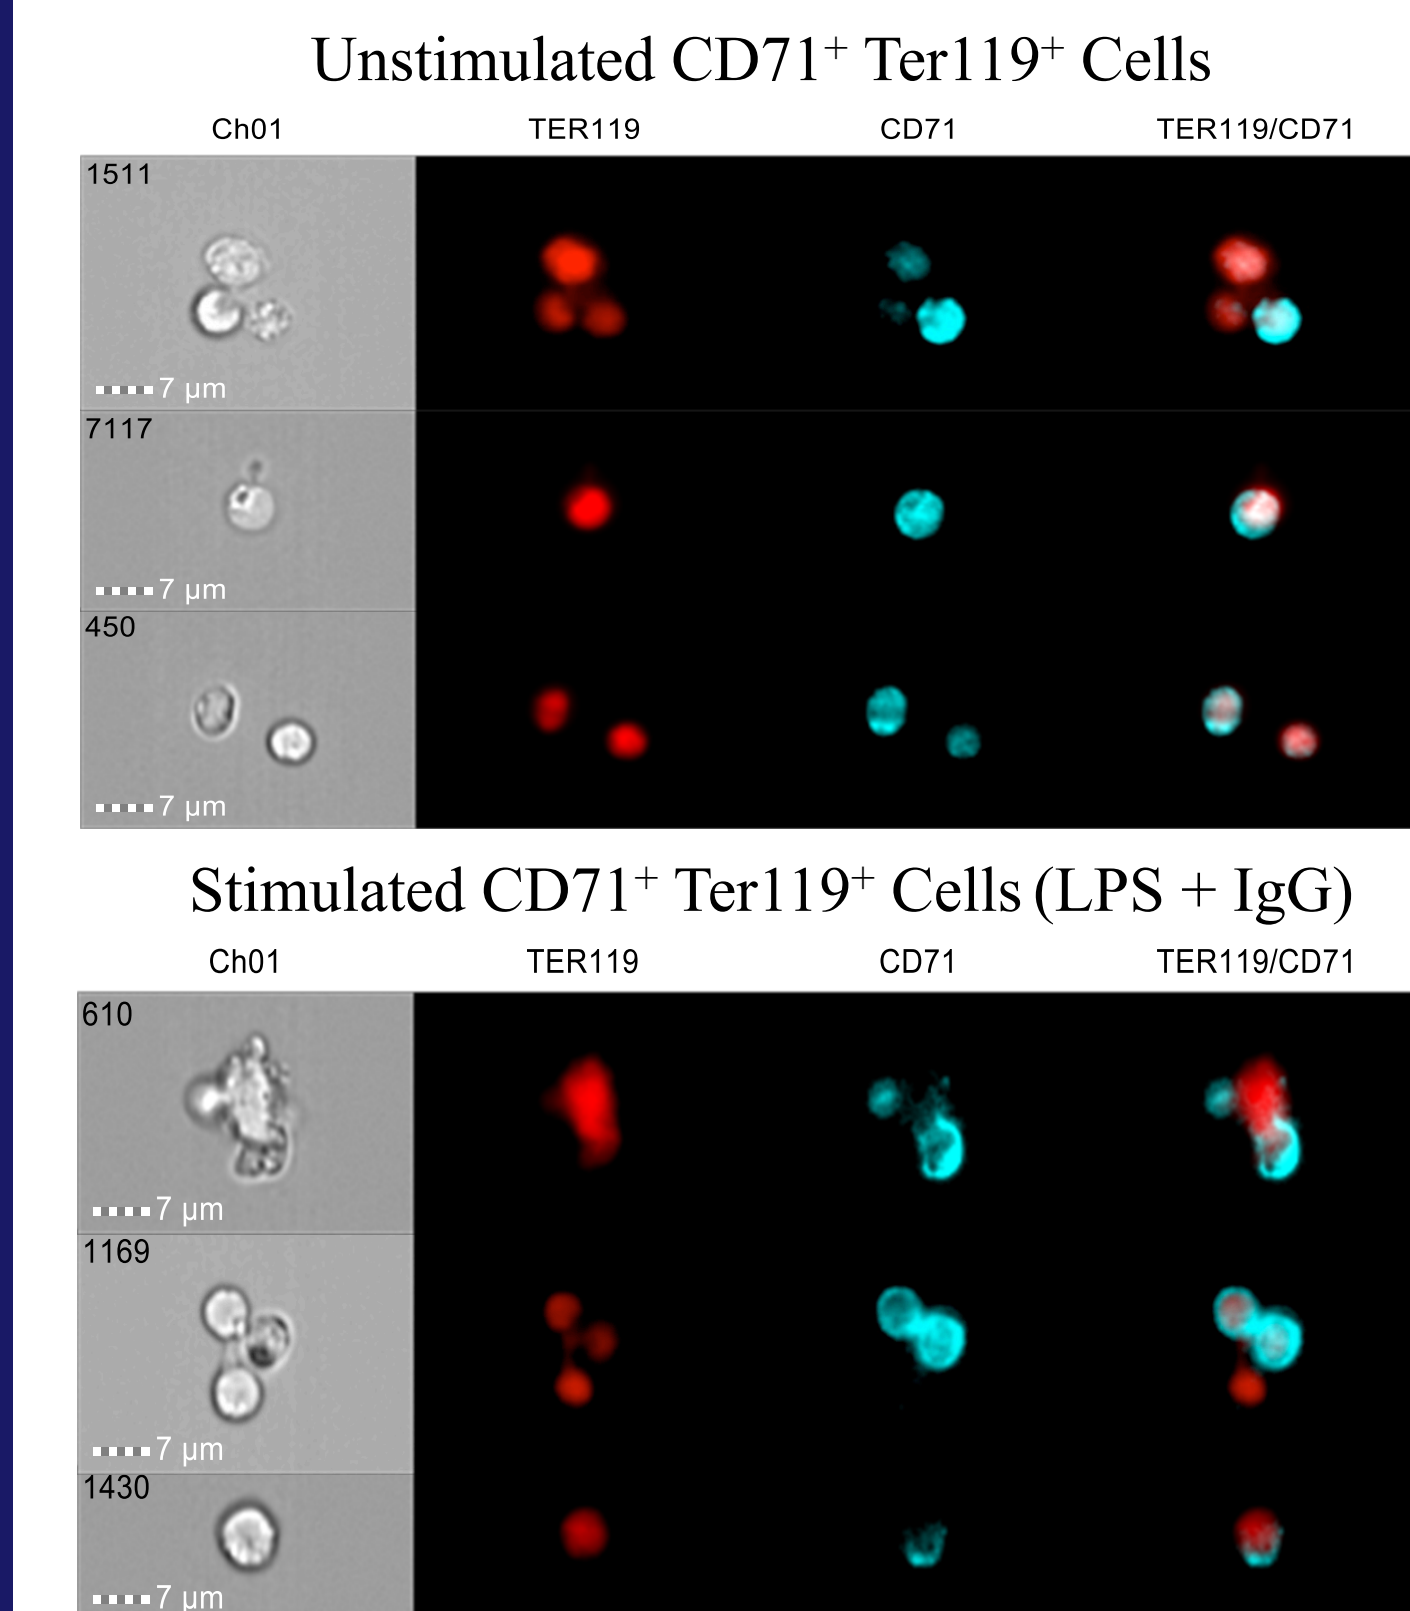 Unstimulated CD71⁺ Ter119⁺ Cells
Ch01 TER119 CD71 TER119/CD71
1511
7 µm
7117
7 µm
450
7 µm
Stimulated CD71⁺ Ter119⁺ Cells (LPS + IgG)
Ch01 TER119 CD71 TER119/CD71
610
7 µm
1169
7 µm
1430
7 µm